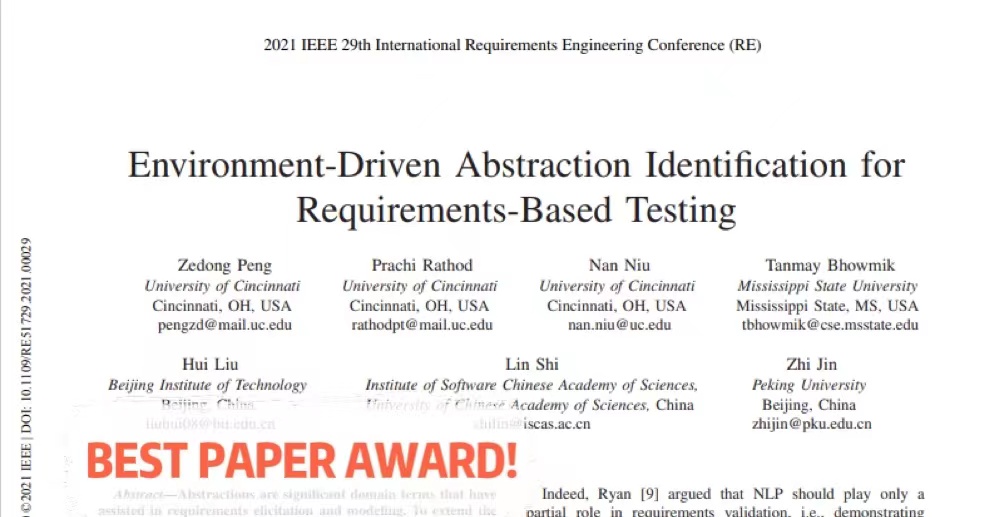 2021 IEEE 29th International Requirements Engineering Conference (RE)
Environment-Driven Abstraction Identification for
Requirements-Based Testing
Zedong Peng
University of Cincinnati
Cincinnati, OH, USA
pengzd@mail.uc.edu
Prachi Rathod
University of Cincinnati
Cincinnati, OH, USA
rathodpt@mail.uc.edu
Nan Niu
University of Cincinnati
Cincinnati, OH, USA
nan.niu@uc.edu
Tanmay Bhowmik
Mississippi State University
Mississippi State, MS, USA
tbhowmik@cse.msstate.edu
Hui Liu
Beijing Institute of Technology
Beijing, China
Lin Shi
Institute of Software Chinese Academy of Sciences,
University of Chinese Academy of Sciences, China
shilin@iscas.ac.cn
Zhi Jin
Peking University
Beijing, China
zhijin@pku.edu.cn
BEST PAPER AWARD!
Abstract—Abstractions are significant domain terms that have
assisted in requirements elicitation and modeling. To extend the
Indeed, Ryan [9] argued that NLP should play only a
partial role in requirements validation, i.e., demonstrating
©2021 IEEE | DOI: 10.1109/RE51729.2021.00029